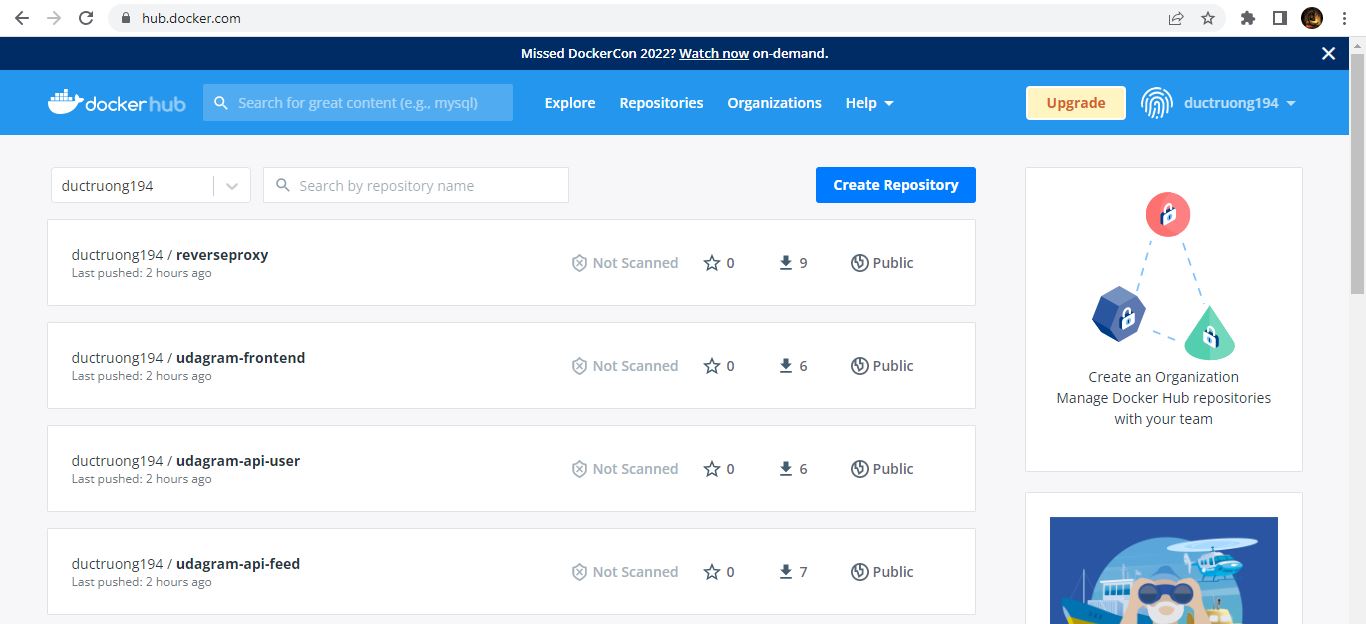 hub.docker.com
Missed DockerCon 2022? Watch now on-demand.
docker hub
Search for great content (e.g., mysql)
Explore
Repositories
Organizations
Help
Upgrade
ductruong194
ductruong194
Search by repository name
Create Repository
ductruong194 / reverseproxy
Last pushed: 2 hours ago
Not Scanned
0
9
Public
ductruong194 / udagram-frontend
Last pushed: 2 hours ago
Not Scanned
0
6
Public
ductruong194 / udagram-api-user
Last pushed: 2 hours ago
Not Scanned
0
6
Public
ductruong194 / udagram-api-feed
Last pushed: 2 hours ago
Not Scanned
0
7
Public
Create an Organization
Manage Docker Hub repositories
with your team